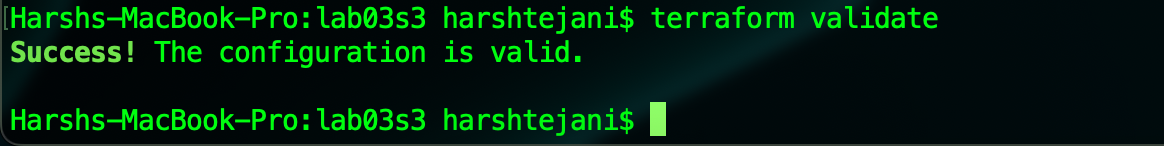 Harshs-MacBook-Pro:lab03s3 harshtejani$ terraform validate
Success! The configuration is valid.
Harshs-MacBook-Pro:lab03s3 harshtejani$